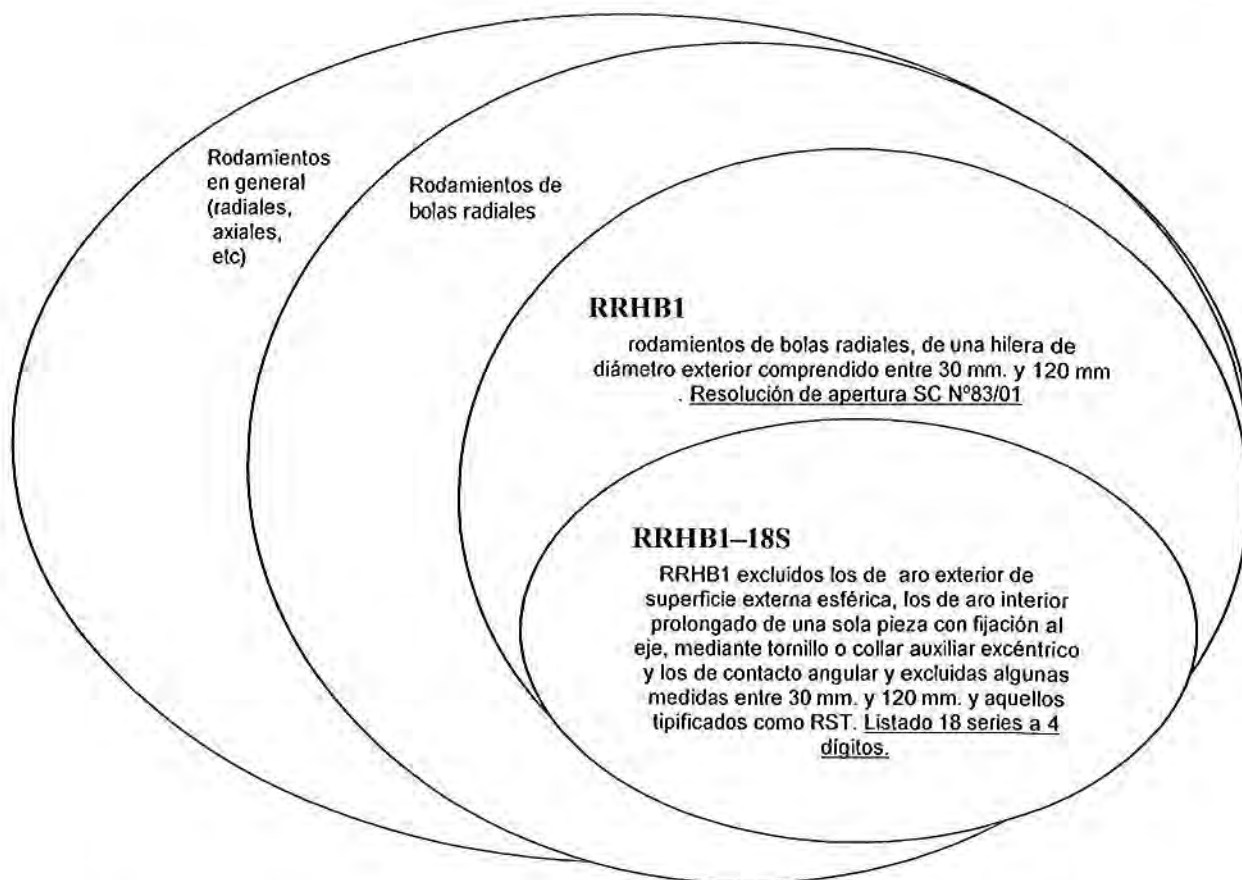 Rodamientos
en general
(radiales,
axiales,
etc)
Rodamientos de
bolas radiales
RRHB1
rodamientos de bolas radiales, de una hilera de
diámetro exterior comprendido entre 30 mm. y 120 mm
. Resolución de apertura SC Nº83/01
RRHB1–18S
RRHB1 excluidos los de aro exterior de
superficie externa esférica, los de aro interior
prolongado de una sola pieza con fijación al
eje, mediante tornillo o collar auxiliar excéntrico
y los de contacto angular y excluidas algunas
medidas entre 30 mm. y 120 mm. y aquellos
tipificados como RST. Listado 18 series a 4
dígitos.